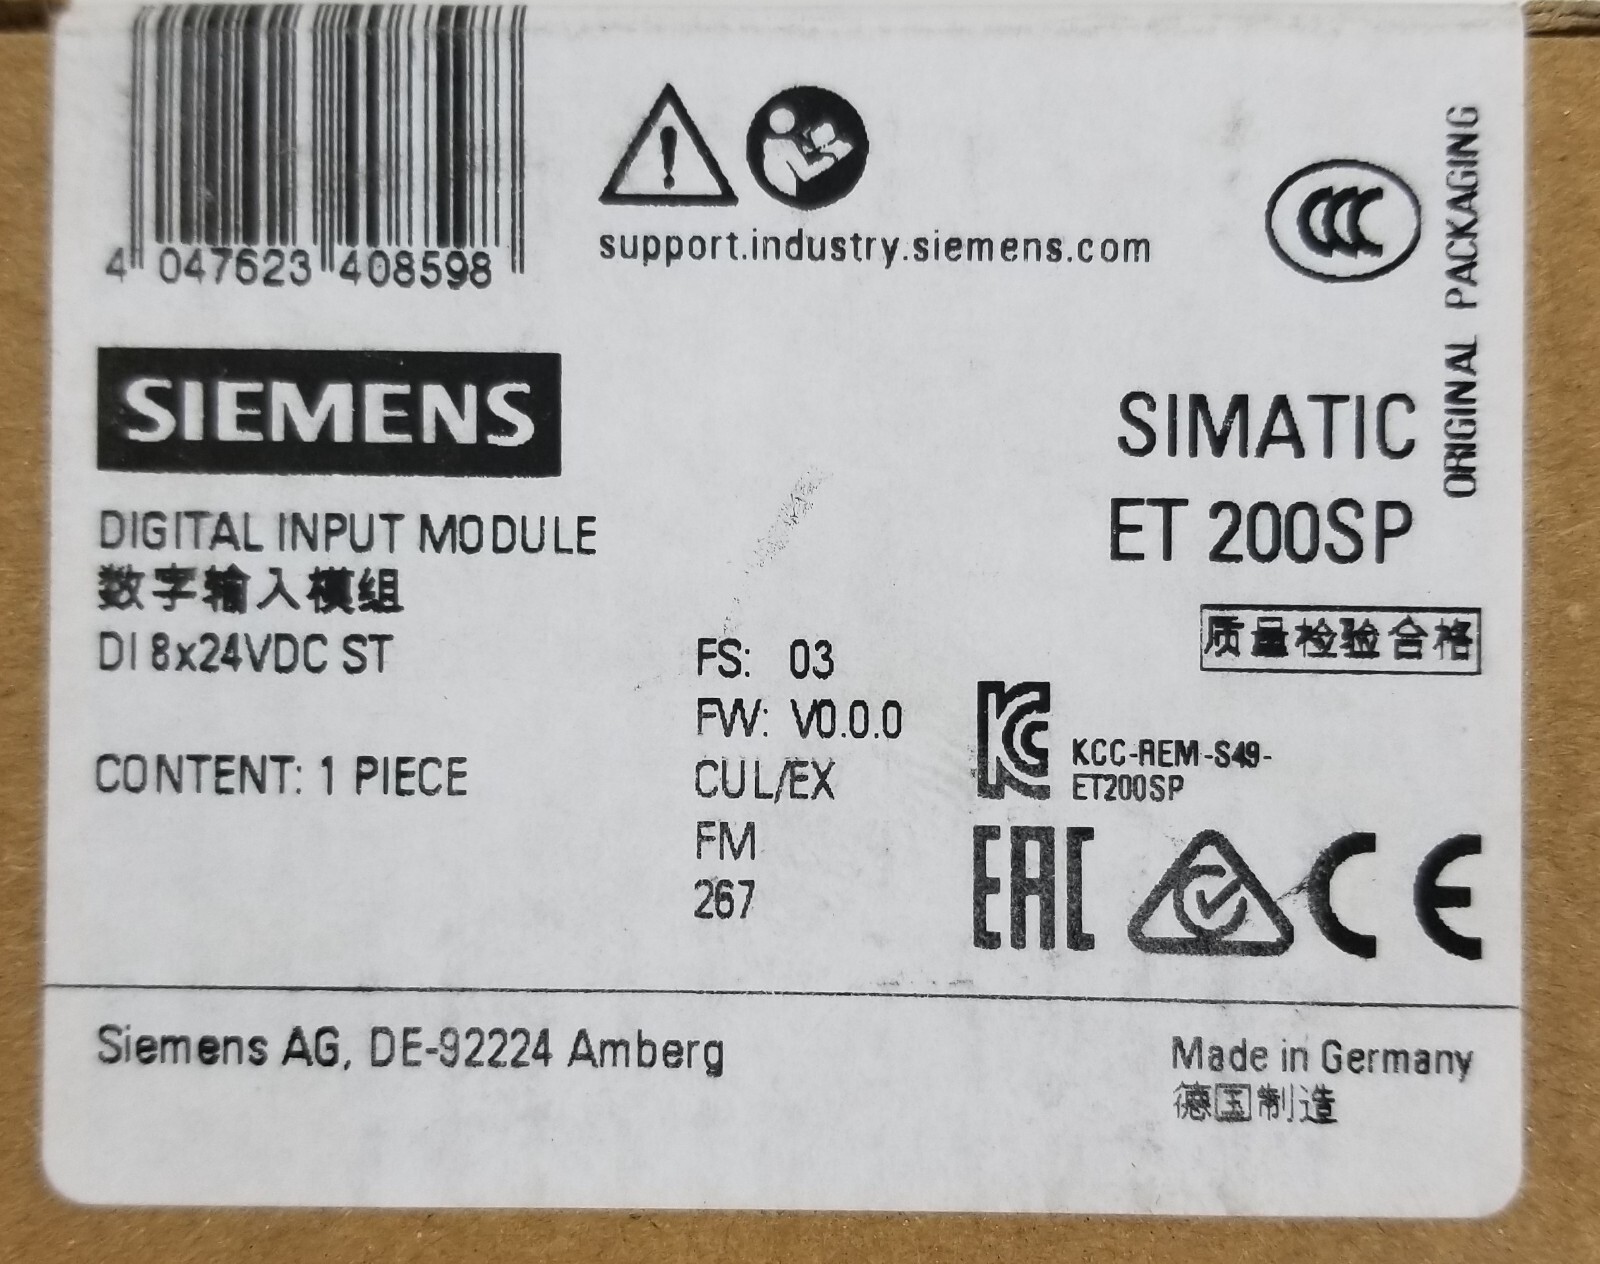 4 047623 408598
support.industry.siemens.com
ORIGINAL PACKAGING
SIEMENS
SIMATIC
ET 200SP
DIGITAL INPUT MODULE
数字输入模组
DI 8x24VDC ST
质量检验合格
FS: 03
FW: V0.0.0
CONTENT: 1 PIECE
CUL/EX
FM
267
KCC-REM-S49-
ET200SP
EAC
CE
Siemens AG, DE-92224 Amberg
Made in Germany
德国制造